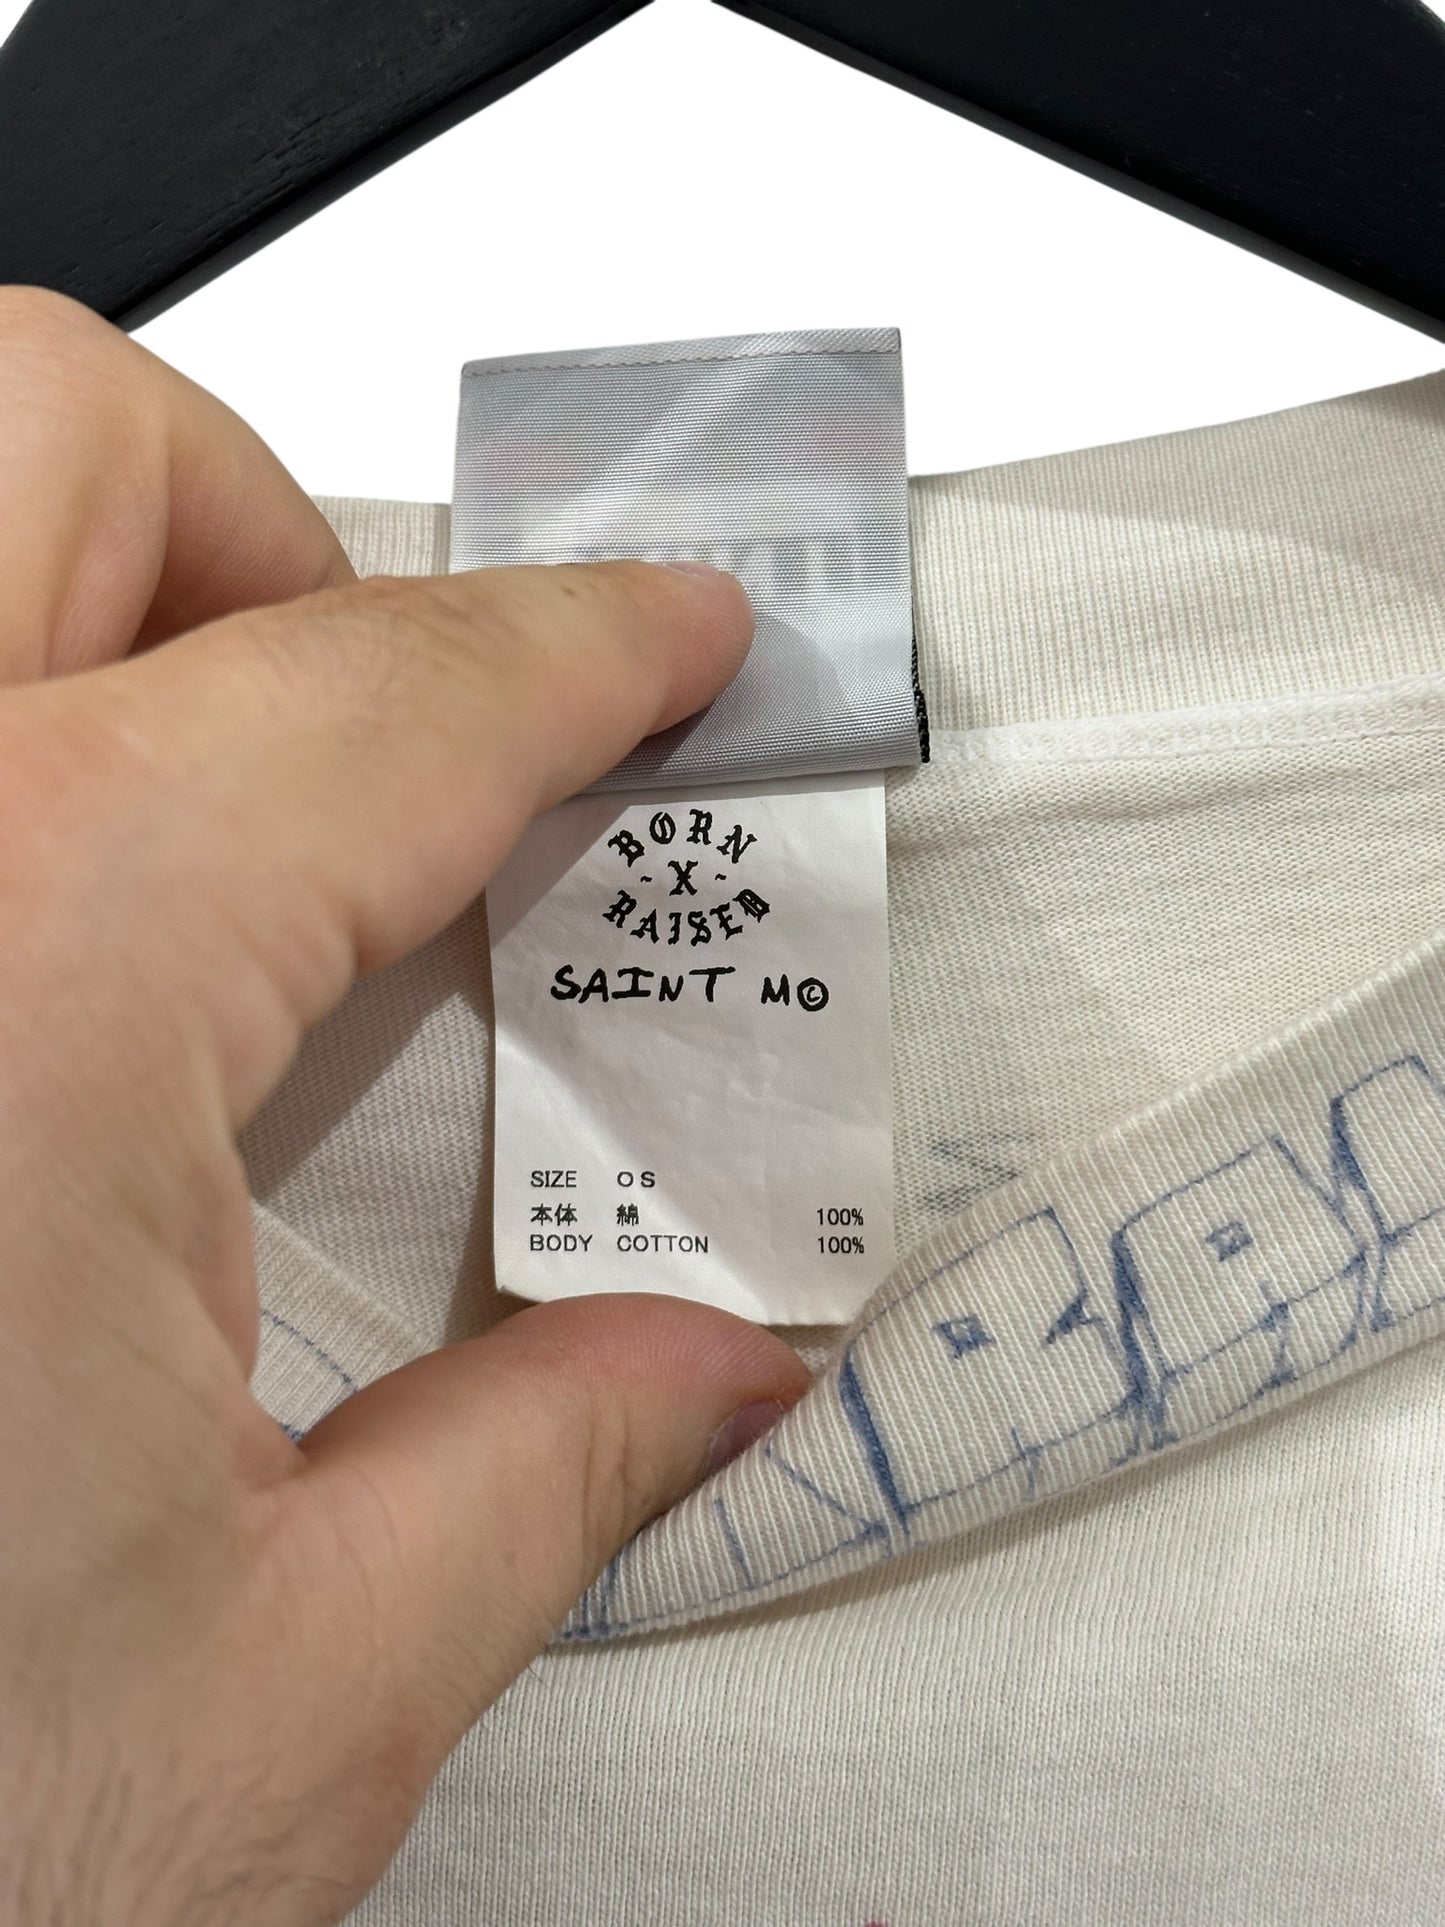 BORN
- X -
RAISED
SAINT M©
SIZE OS
本体 綿 100%
BODY COTTON 100%